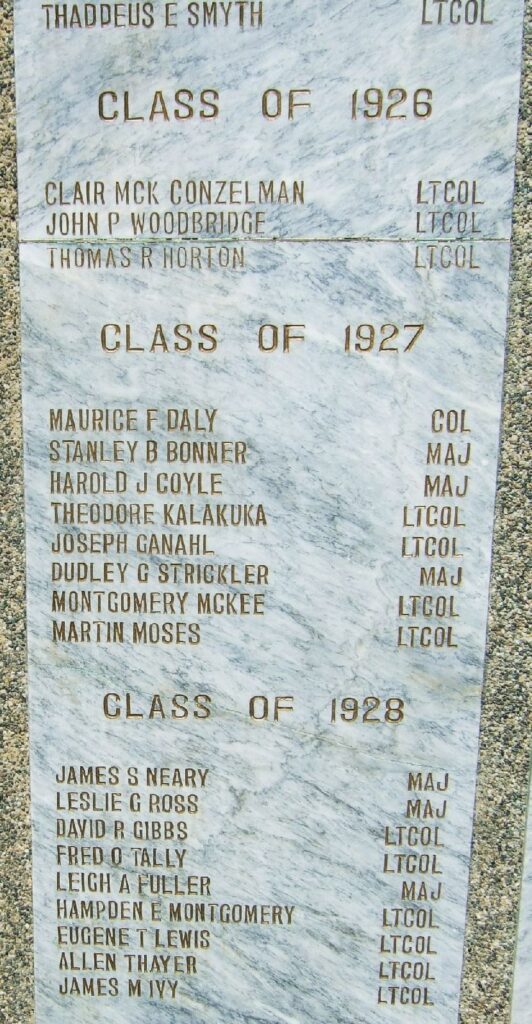 THADDEUS E SMYTH LTCOL
CLASS OF 1926
CLAIR MCK CONZELMAN LTCOL
JOHN P WOODBRIDGE LTCOL
THOMAS R HORTON LTCOL
CLASS OF 1927
MAURICE F DALY COL
STANLEY B BONNER MAJ
HAROLD J COYLE MAJ
THEODORE KALAKUKA LTCOL
JOSEPH GANAHL LTCOL
DUDLEY G STRICKLER MAJ
MONTGOMERY MCKEE LTCOL
MARTIN MOSES LTCOL
CLASS OF 1928
JAMES S NEARY MAJ
LESLIE G ROSS MAJ
DAVID R GIBBS LTCOL
FRED O TALLY LTCOL
LEIGH A FULLER MAJ
HAMPDEN E MONTGOMERY LTCOL
EUGENE T LEWIS LTCOL
ALLEN THAYER LTCOL
JAMES M IVY LTCOL